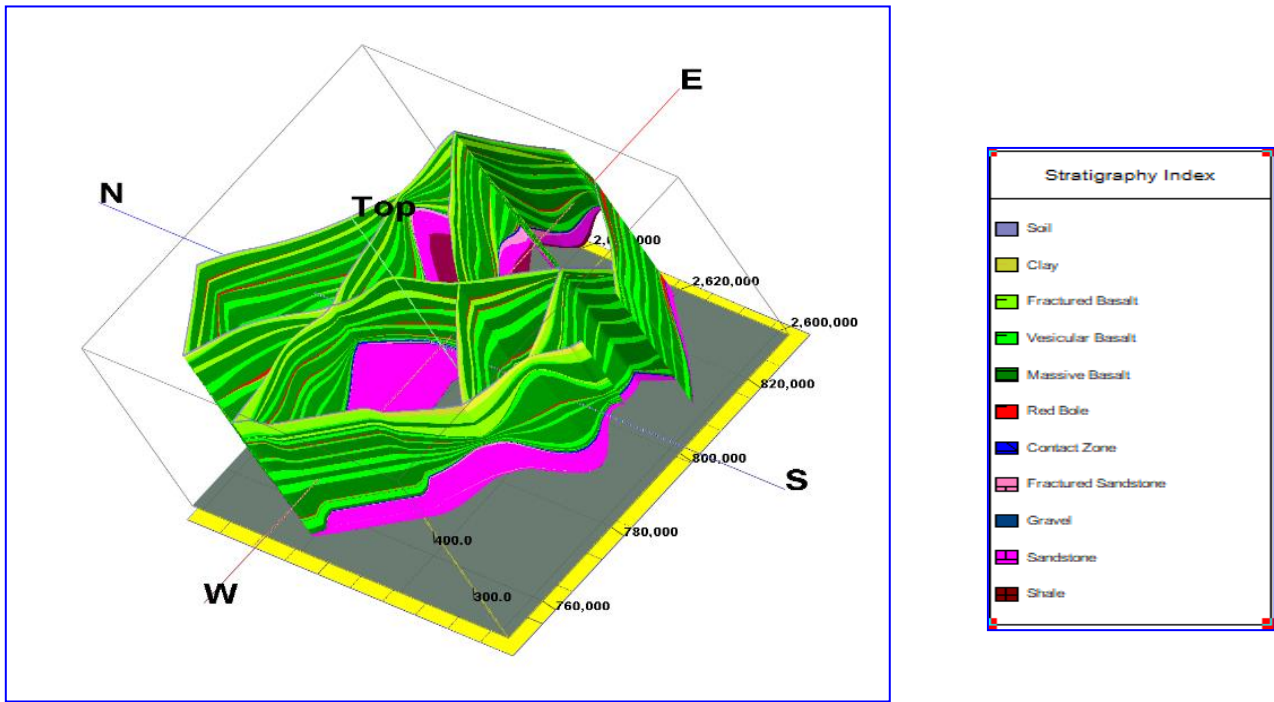 E
N
Top
2,620,000
2,600,000
820,000
800,000
S
780,000
400.0
W
300.0
760,000
Stratigraphy Index
Soil
Clay
Fractured Basalt
Vesicular Basalt
Massive Basalt
Red Bole
Contact Zone
Fractured Sandstone
Gravel
Sandstone
Shale